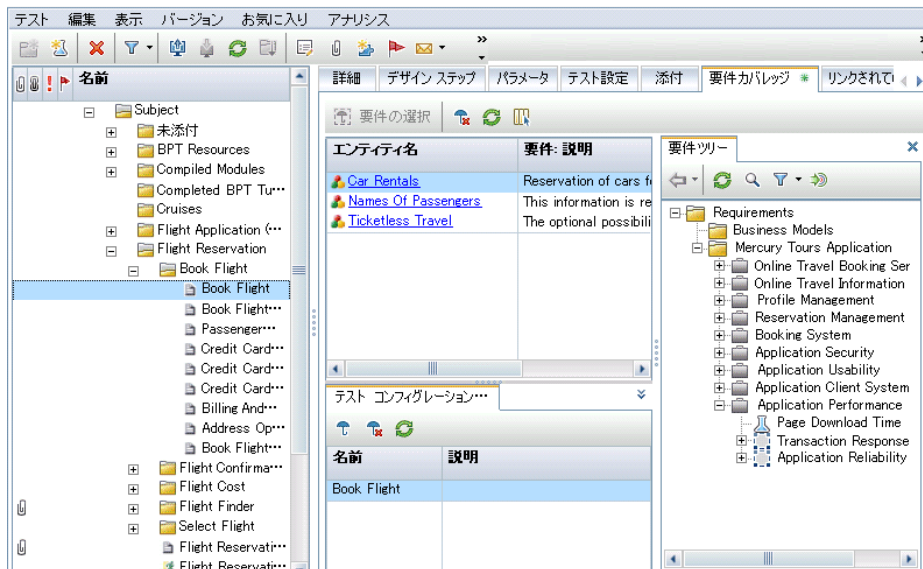 テスト 編集 表示 バージョン お気に入り アナリシス
»
名前
Subject
未添付
BPT Resources
Compiled Modules
Completed BPT Tu…
Cruises
Flight Application (…
Flight Reservation
Book Flight
Book Flight
Book Flight…
Passenger…
Credit Card…
Credit Card…
Credit Card…
Billing And…
Address Op…
Book Flight…
Flight Confirma…
Flight Cost
Flight Finder
Select Flight
Flight Reservati…
Flight Reservati…
詳細 デザイン ステップ パラメータ テスト設定 添付 要件カバレッジ * リンクされて
要件の選択
エンティティ名 要件: 説明
Car Rentals Reservation of cars f
Names Of Passengers This information is re
Ticketless Travel The optional possibili
テスト コンフィグレーション…
名前 説明
Book Flight
要件ツリー
Requirements
Business Models
Mercury Tours Application
Online Travel Booking Ser
Online Travel Information
Profile Management
Reservation Management
Booking System
Application Security
Application Usability
Application Client System
Application Performance
Page Download Time
Transaction Response
Application Reliability